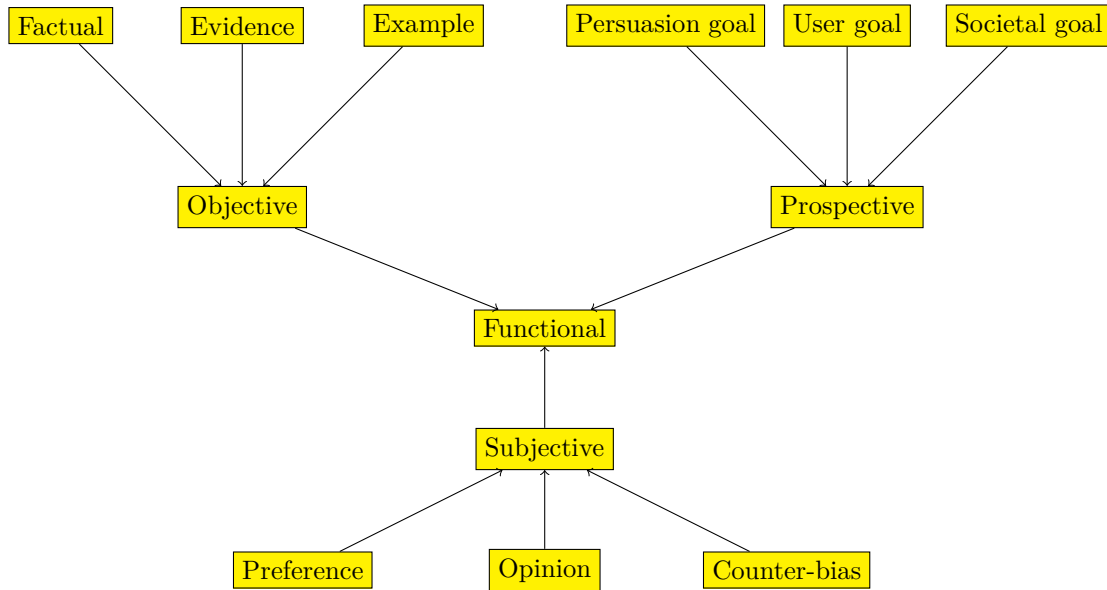 Factual
Evidence
Example
Persuasion goal
User goal
Societal goal
Objective
Prospective
Functional
Subjective
Preference
Opinion
Counter-bias